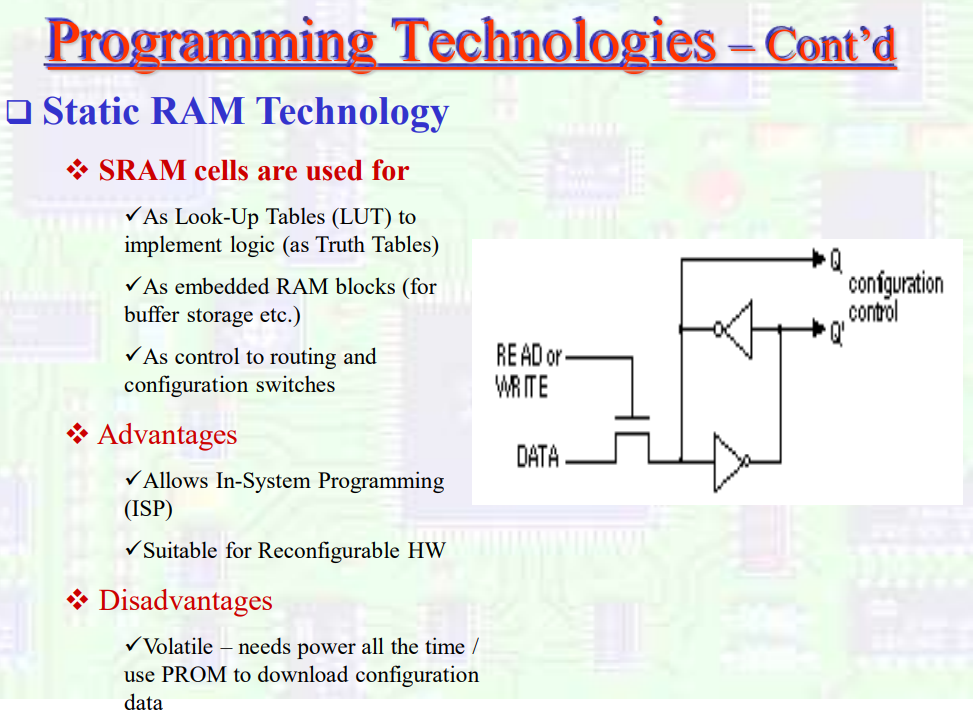 Programming Technologies – Cont’d
❑ Static RAM Technology
❖ SRAM cells are used for
✓As Look-Up Tables (LUT) to
implement logic (as Truth Tables)
✓As embedded RAM blocks (for
buffer storage etc.)
✓As control to routing and
configuration switches
❖ Advantages
✓Allows In-System Programming
(ISP)
✓Suitable for Reconfigurable HW
❖ Disadvantages
✓Volatile – needs power all the time /
use PROM to download configuration
data
Q
configuration
control
Q'
READ or
WRITE
DATA